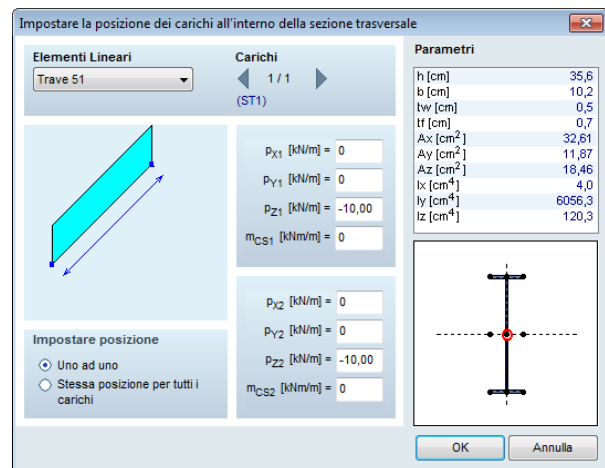 Impostare la posizione dei carichi all'interno della sezione trasversale
Elementi Lineari
Trave 51
Carichi
1 / 1
(ST1)
pX1 [kN/m] = 0
pY1 [kN/m] = 0
pZ1 [kN/m] = -10,00
mCS1 [kNm/m] = 0
pX2 [kN/m] = 0
pY2 [kN/m] = 0
pZ2 [kN/m] = -10,00
mCS2 [kNm/m] = 0
Impostare posizione
Uno ad uno
Stessa posizione per tutti i
carichi
Parametri
h [cm] 35,6
b [cm] 10,2
tw [cm] 0,5
tf [cm] 0,7
Ax [cm²] 32,61
Ay [cm²] 11,87
Az [cm²] 18,46
Ix [cm⁴] 4,0
Iy [cm⁴] 6056,3
Iz [cm⁴] 120,3
OK
Annulla